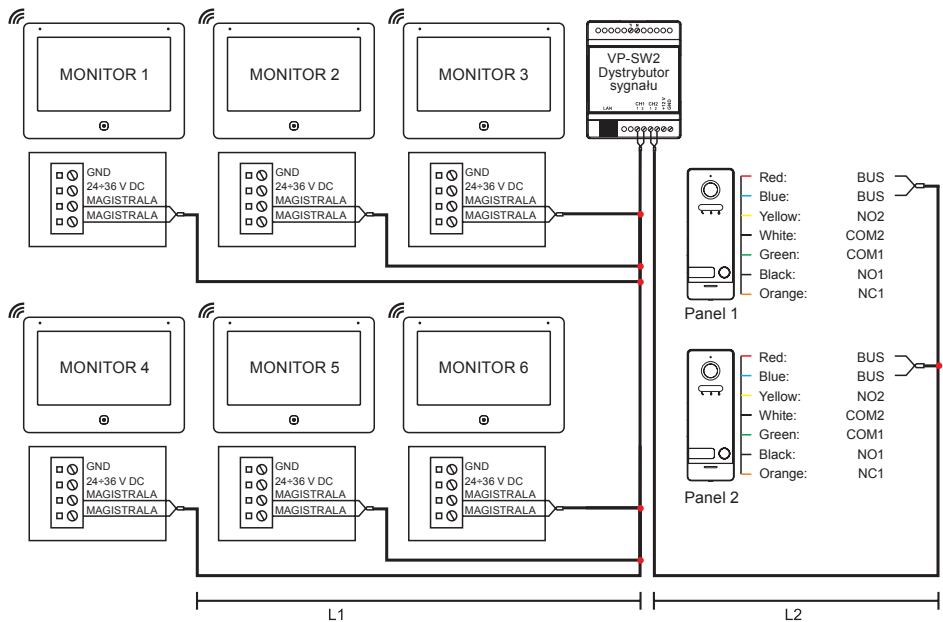 MONITOR 1
MONITOR 2
MONITOR 3
VP-SW2
Dystrybutor
sygnału
LAN
CH1 CH2 +12 V GND
1 2 1 2
GND
24÷36 V DC
MAGISTRALA
MAGISTRALA
GND
24÷36 V DC
MAGISTRALA
MAGISTRALA
GND
24÷36 V DC
MAGISTRALA
MAGISTRALA
Red: BUS
Blue: BUS
Yellow: NO2
White: COM2
Green: COM1
Black: NO1
Orange: NC1
Panel 1
MONITOR 4
MONITOR 5
MONITOR 6
GND
24÷36 V DC
MAGISTRALA
MAGISTRALA
GND
24÷36 V DC
MAGISTRALA
MAGISTRALA
GND
24÷36 V DC
MAGISTRALA
MAGISTRALA
Red: BUS
Blue: BUS
Yellow: NO2
White: COM2
Green: COM1
Black: NO1
Orange: NC1
Panel 2
L1
L2